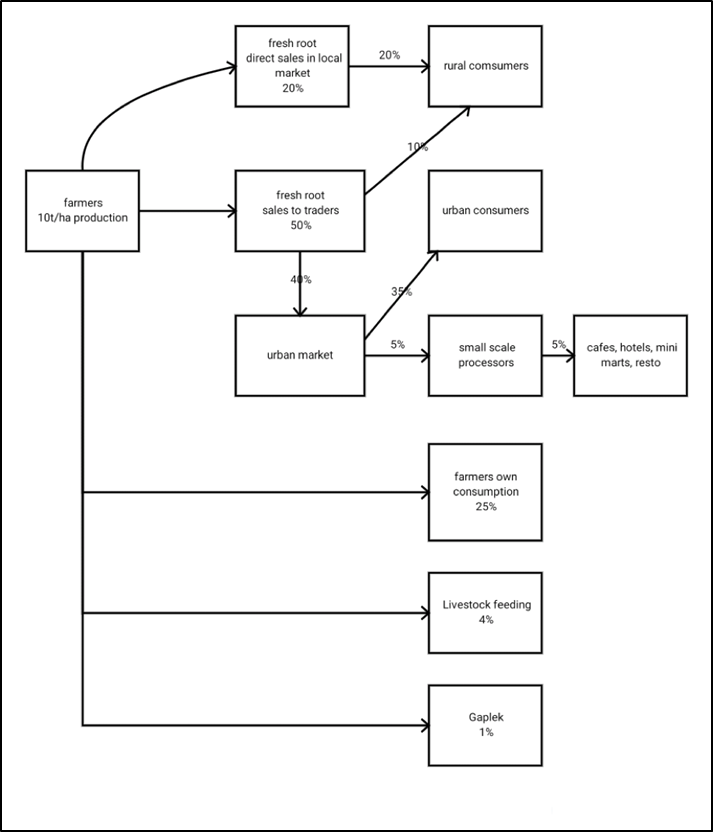 fresh root
direct sales in local
market
20%
20%
rural comsumers
10%
farmers
10t/ha production
fresh root
sales to traders
50%
urban consumers
40%
35%
urban market
5%
small scale
processors
5%
cafes, hotels, mini
marts, resto
farmers own
consumption
25%
Livestock feeding
4%
Gaplek
1%